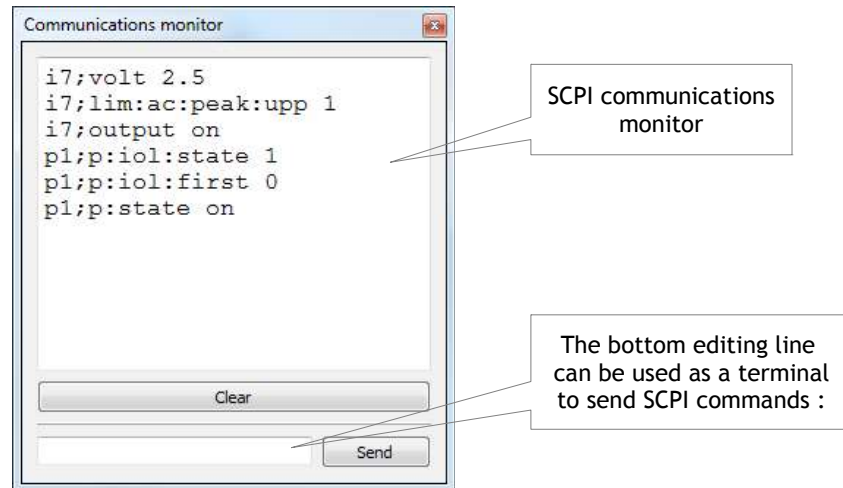 Communications monitor
i7;volt 2.5
i7;lim:ac:peak:upp 1
i7;output on
p1;p:iol:state 1
p1;p:iol:first 0
p1;p:state on
SCPI communications
monitor
Clear
The bottom editing line
can be used as a terminal
to send SCPI commands :
Send